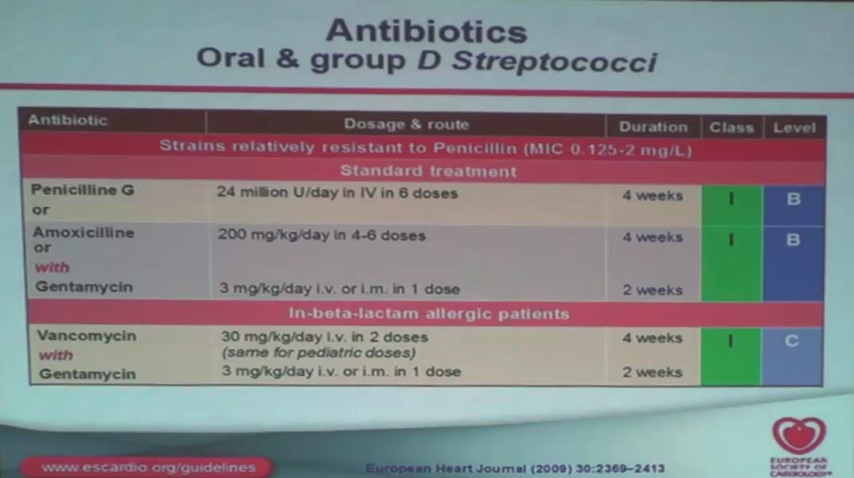 Antibiotics
Oral & group D Streptococci
Antibiotic Dosage & route Duration Class Level
Strains relatively resistant to Penicillin (MIC 0.125-2 mg/L)
Standard treatment
Penicilline G 24 million U/day in IV in 6 doses 4 weeks I B
or
Amoxicilline 200 mg/kg/day in 4-6 doses 4 weeks I B
or
with
Gentamycin 3 mg/kg/day i.v. or i.m. in 1 dose 2 weeks
In-beta-lactam allergic patients
Vancomycin 30 mg/kg/day i.v. in 2 doses 4 weeks I C
with (same for pediatric doses)
Gentamycin 3 mg/kg/day i.v. or i.m. in 1 dose 2 weeks
www.escardio.org/guidelines European Heart Journal (2009) 30:2369–2413
EUROPEAN
SOCIETY OF
CARDIOLOGY®